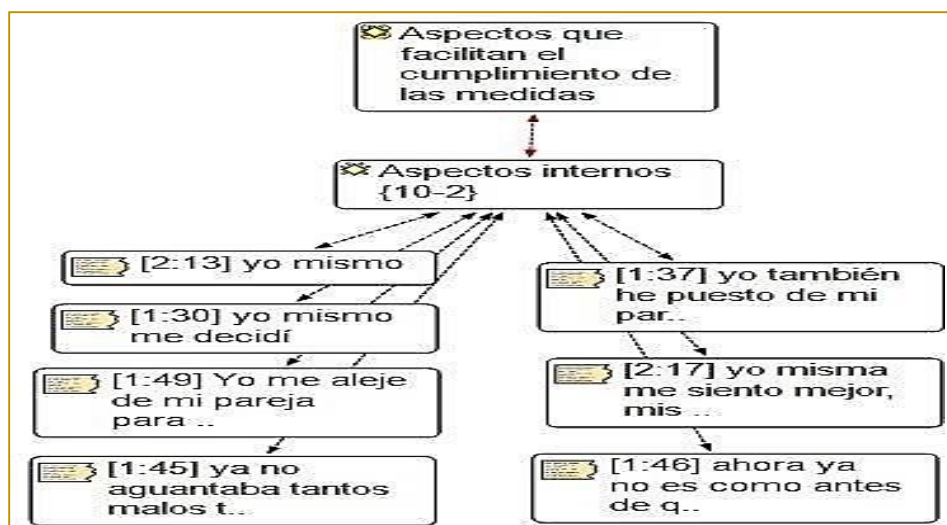 Aspectos que
facilitan el
cumplimiento de
las medidas
Aspectos internos
{10-2}
[2:13] yo mismo
[1:30] yo mismo
me decidí
[1:49] Yo me aleje
de mi pareja
para ..
[1:45] ya no
aguantaba tantos
malos t..
[1:37] yo también
he puesto de mi
par..
[2:17] yo misma
me siento mejor,
mis ..
[1:46] ahora ya
no es como antes
de q..